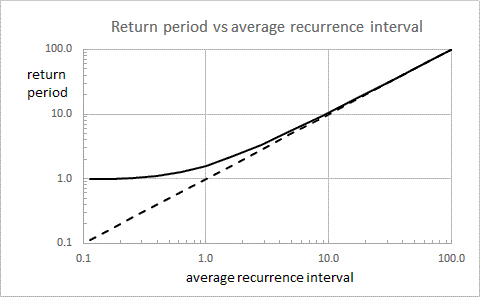 Return period vs average recurrence interval
100.0
return
period
10.0
1.0
0.1
0.1 1.0 10.0 100.0
average recurrence interval